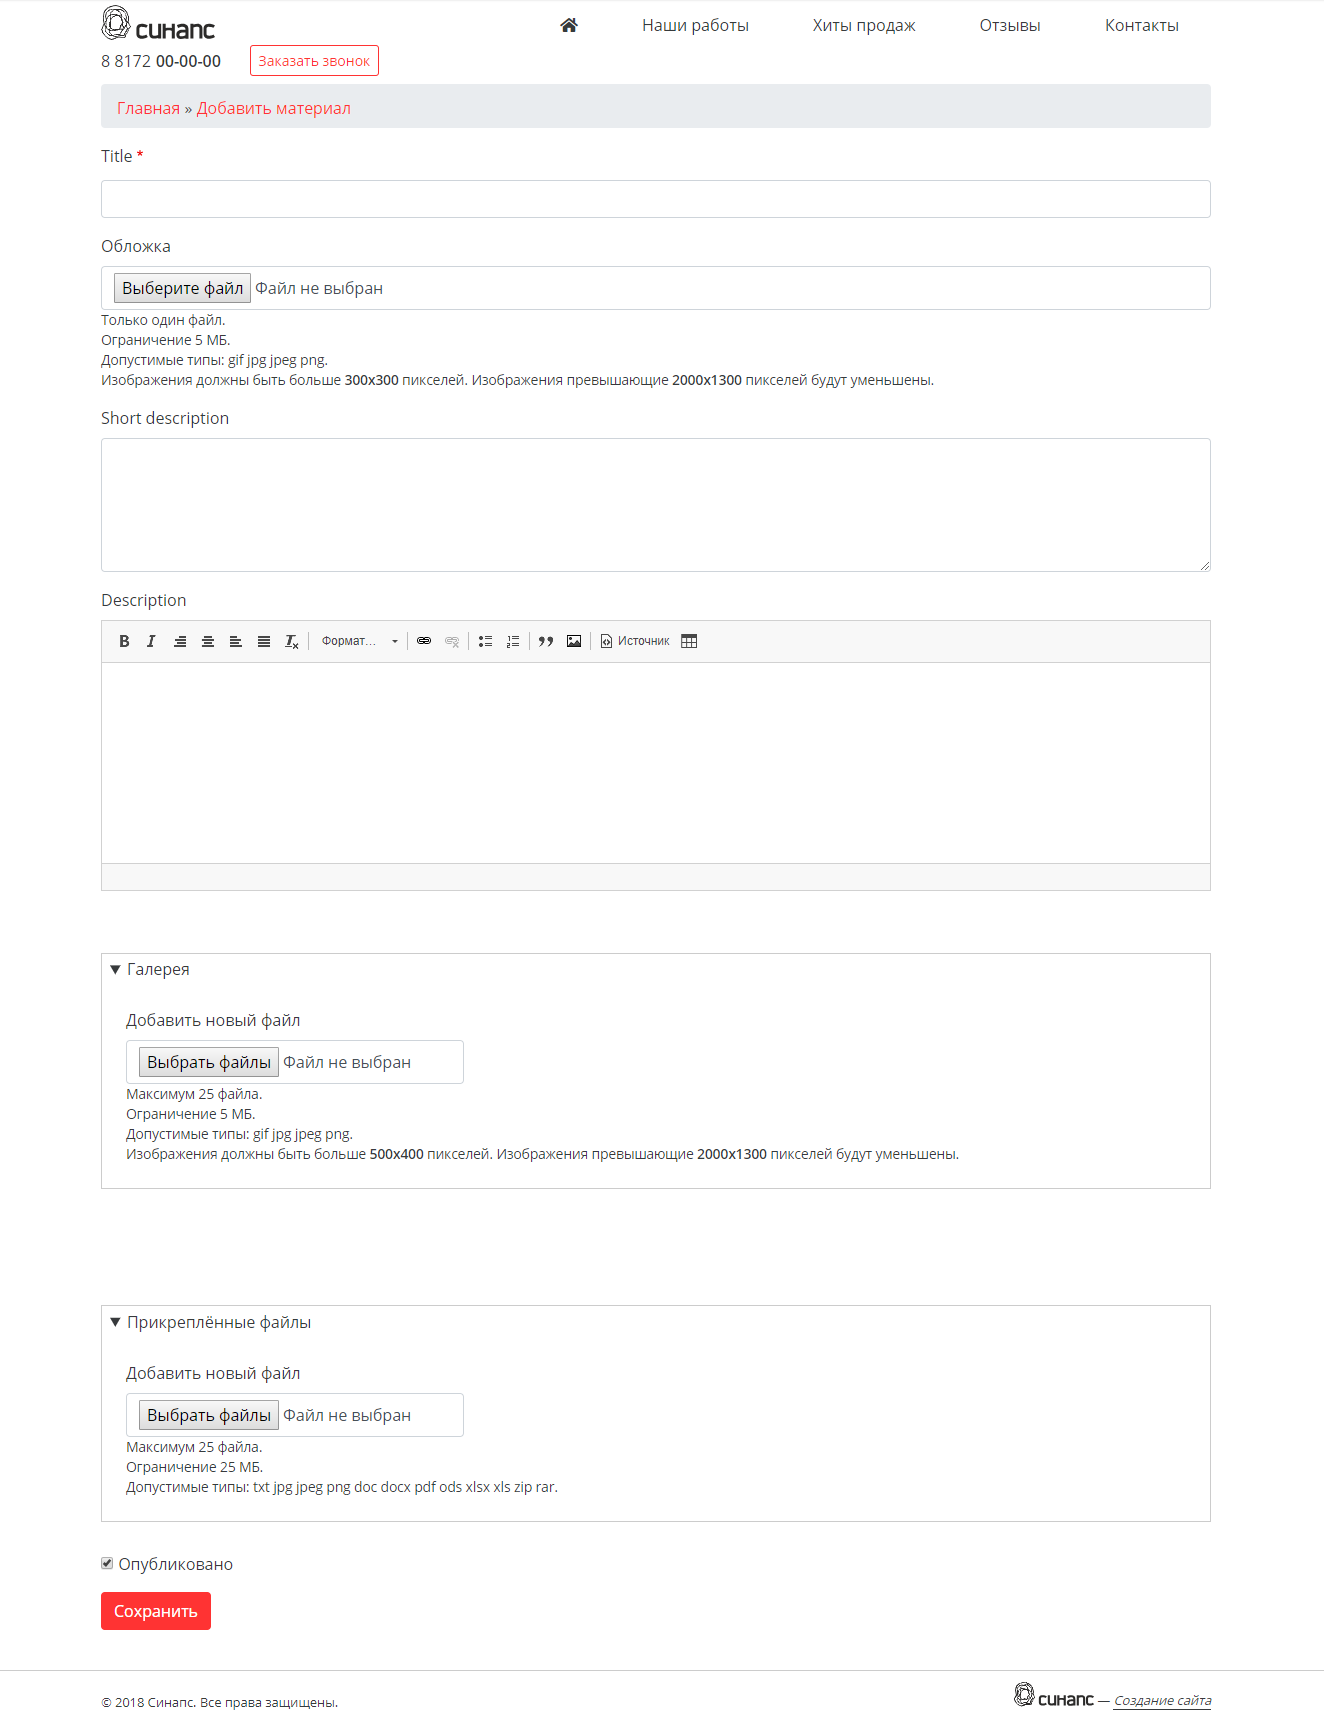 синапс
Наши работы Хиты продаж Отзывы Контакты
8 8172 00-00-00 Заказать звонок
Главная » Добавить материал
Title *
Обложка
Выберите файл Файл не выбран
Только один файл.
Ограничение 5 МБ.
Допустимые типы: gif jpg jpeg png.
Изображения должны быть больше 300x300 пикселей. Изображения превышающие 2000x1300 пикселей будут уменьшены.
Short description
Description
Формат... Источник
Галерея
Добавить новый файл
Выбрать файлы Файл не выбран
Максимум 25 файла.
Ограничение 5 МБ.
Допустимые типы: gif jpg jpeg png.
Изображения должны быть больше 500x400 пикселей. Изображения превышающие 2000x1300 пикселей будут уменьшены.
Прикреплённые файлы
Добавить новый файл
Выбрать файлы Файл не выбран
Максимум 25 файла.
Ограничение 25 МБ.
Допустимые типы: txt jpg jpeg png doc docx pdf ods xlsx xls zip rar.
Опубликовано
Сохранить
© 2018 Синапс. Все права защищены. синапс — Создание сайта